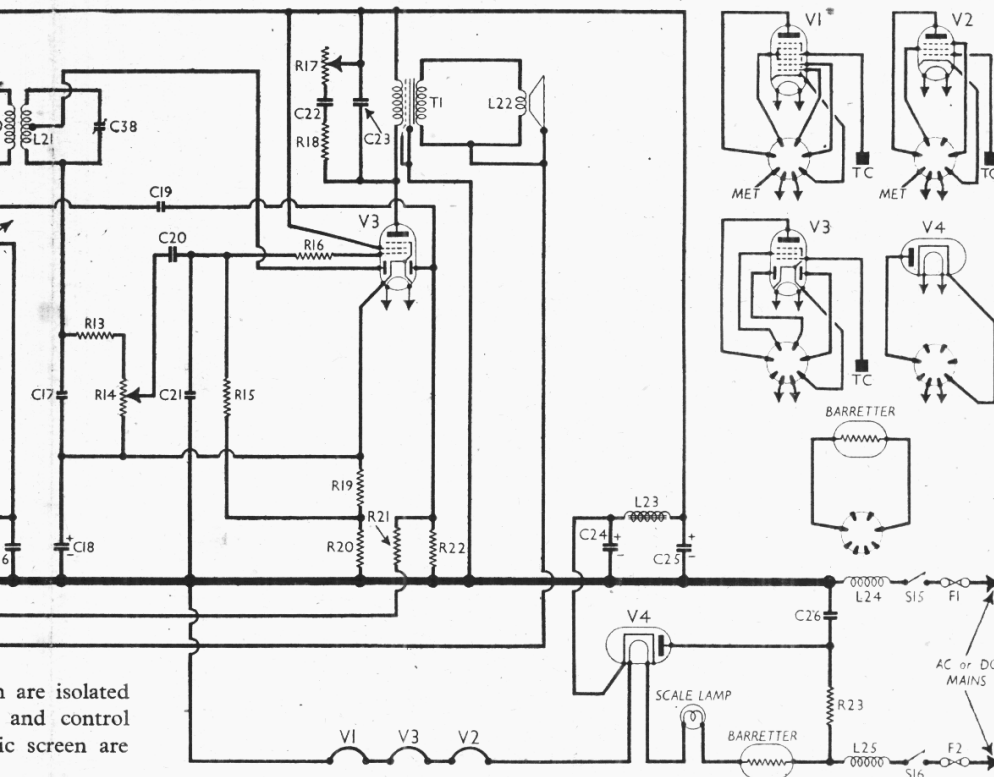 R17
C22
R18
C23
T1
L22
L21
C38
C19
C20
R16
V3
R13
C17
R14
C21
R15
R19
R21
R20
R22
6
+
C18
-
L23
C24
+
-
C25
+
-
L24
S15
F1
C26
V4
AC or DC
MAINS
SCALE LAMP
R23
BARRETTER
L25
S16
F2
V1
V3
V2
V1
MET
TC
V2
MET
TC
V3
TC
V4
BARRETTER
n are isolated
and control
ic screen are